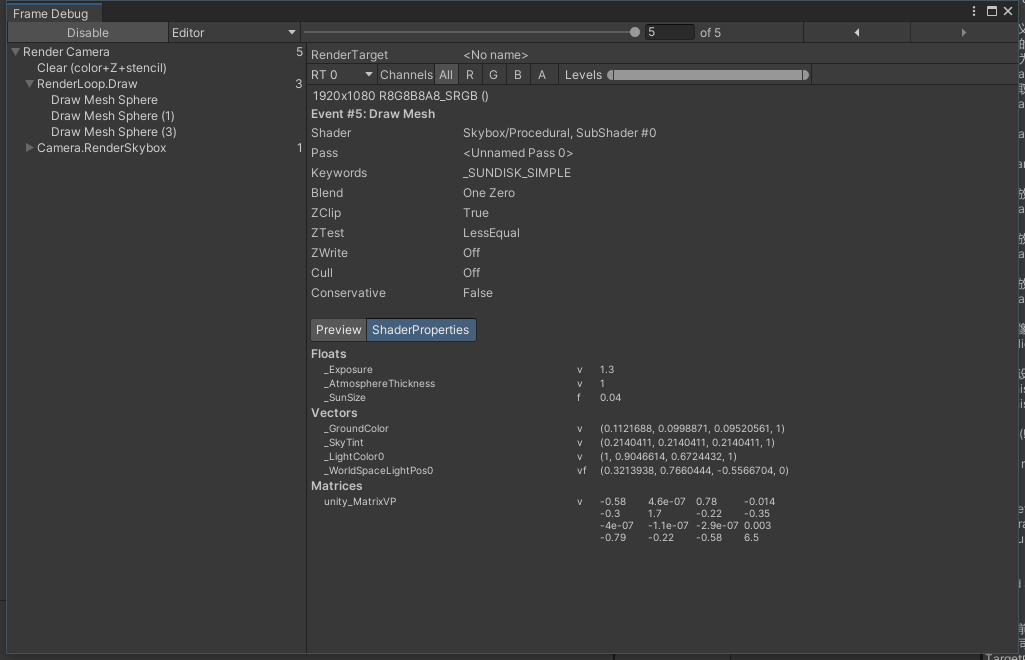 Frame Debug
Disable
Editor
5
of 5
Render Camera 5
Clear (color+Z+stencil)
RenderLoop.Draw 3
Draw Mesh Sphere
Draw Mesh Sphere (1)
Draw Mesh Sphere (3)
Camera.RenderSkybox 1
RenderTarget <No name>
RT 0 Channels All R G B A Levels
1920x1080 R8G8B8A8_SRGB ()
Event #5: Draw Mesh
Shader Skybox/Procedural, SubShader #0
Pass <Unnamed Pass 0>
Keywords _SUNDISK_SIMPLE
Blend One Zero
ZClip True
ZTest LessEqual
ZWrite Off
Cull Off
Conservative False
Preview ShaderProperties
Floats
_Exposure v 1.3
_AtmosphereThickness v 1
_SunSize f 0.04
Vectors
_GroundColor v (0.1121688, 0.0998871, 0.09520561, 1)
_SkyTint v (0.2140411, 0.2140411, 0.2140411, 1)
_LightColor0 v (1, 0.9046614, 0.6724432, 1)
_WorldSpaceLightPos0 vf (0.3213938, 0.7660444, -0.5566704, 0)
Matrices
unity_MatrixVP v -0.58 4.6e-07 0.78 -0.014
-0.3 1.7 -0.22 -0.35
-4e-07 -1.1e-07 -2.9e-07 0.003
-0.79 -0.22 -0.58 6.5